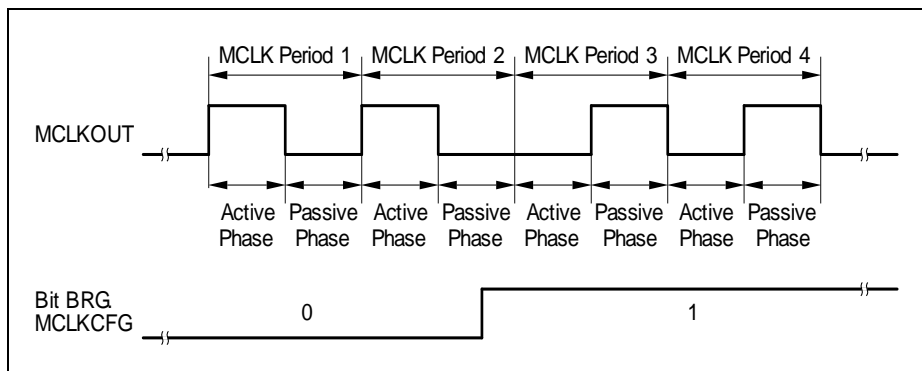 MCLK Period 1 MCLK Period 2 MCLK Period 3 MCLK Period 4
MCLKOUT
Active Passive Active Passive Active Passive Active Passive
Phase Phase Phase Phase Phase Phase Phase Phase
Bit BRG.
MCLKCFG
0 1